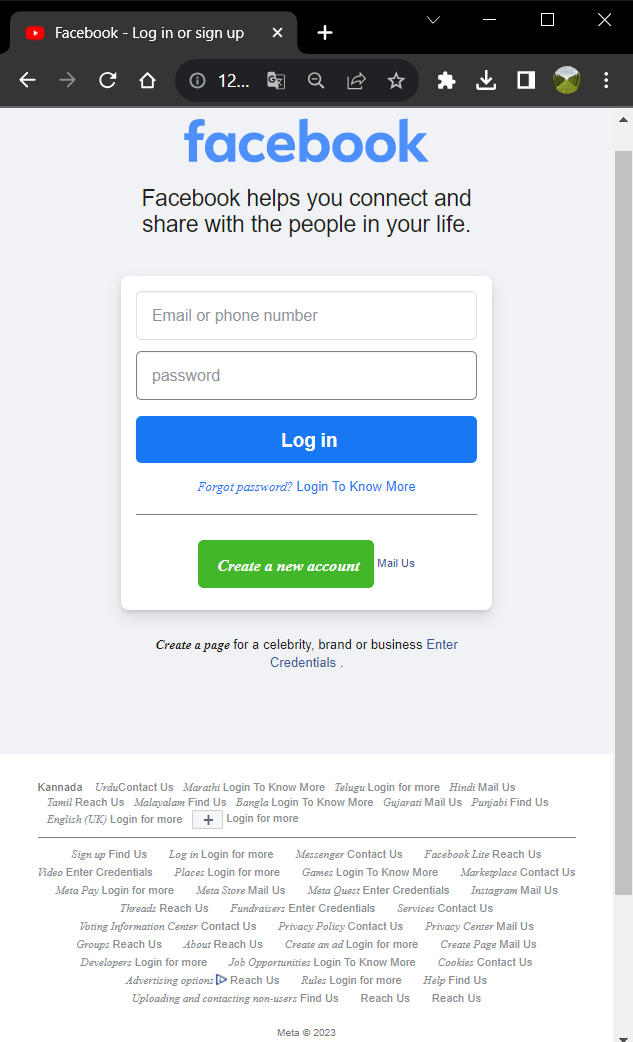 Facebook - Log in or sign up
12...
facebook
Facebook helps you connect and
share with the people in your life.
Email or phone number
password
Log in
Forgot password? Login To Know More
Create a new account Mail Us
Create a page for a celebrity, brand or business Enter
Credentials .
Kannada UrduContact Us Marathi Login To Know More Telugu Login for more Hindi Mail Us
Tamil Reach Us Malayalam Find Us Bangla Login To Know More Gujarati Mail Us Punjabi Find Us
English (UK) Login for more + Login for more
Sign up Find Us Log in Login for more Messenger Contact Us Facebook Lite Reach Us
Video Enter Credentials Places Login for more Games Login To Know More Marketplace Contact Us
Meta Pay Login for more Meta Store Mail Us Meta Quest Enter Credentials Instagram Mail Us
Threads Reach Us Fundraisers Enter Credentials Services Contact Us
Voting Information Center Contact Us Privacy Policy Contact Us Privacy Center Mail Us
Groups Reach Us About Reach Us Create an ad Login for more Create Page Mail Us
Developers Login for more Job Opportunities Login To Know More Cookies Contact Us
Advertising options Reach Us Rules Login for more Help Find Us
Uploading and contacting non-users Find Us Reach Us Reach Us
Meta © 2023